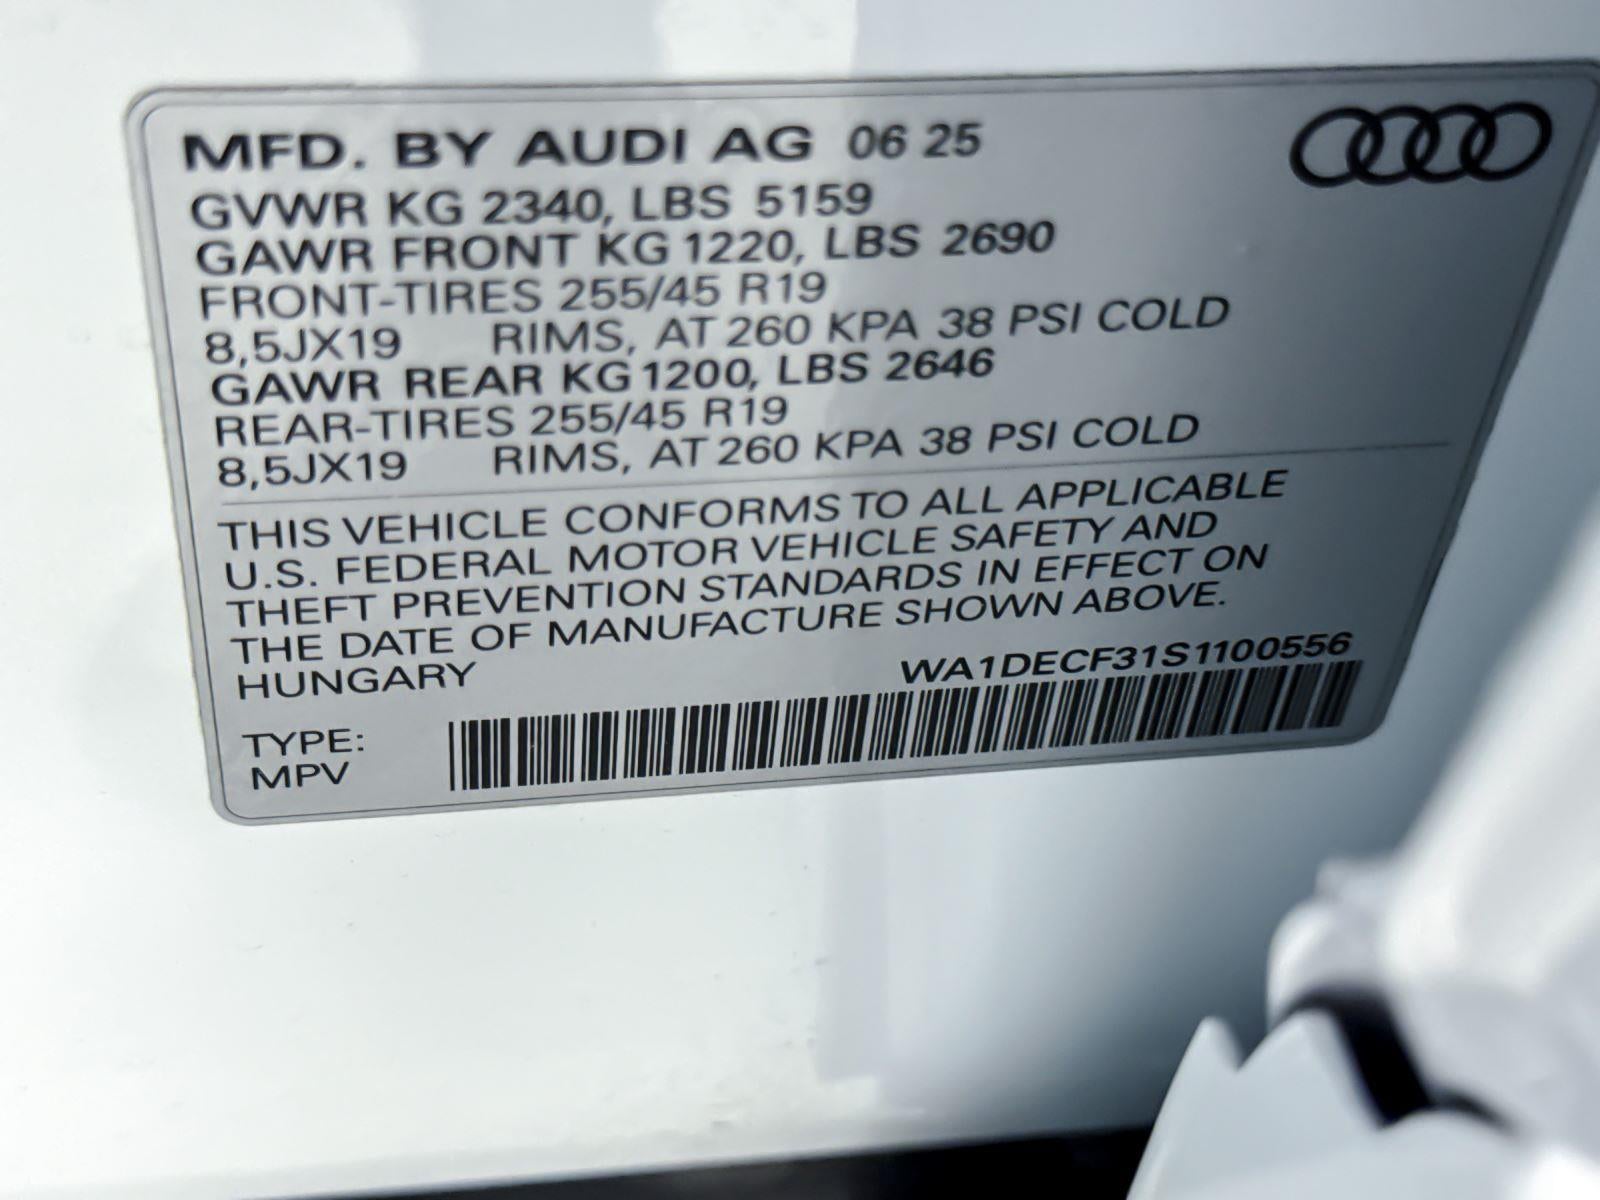 MFD. BY AUDI AG 06 25
GVWR KG 2340, LBS 5159
GAWR FRONT KG 1220, LBS 2690
FRONT-TIRES 255/45 R19
8,5JX19 RIMS, AT 260 KPA 38 PSI COLD
GAWR REAR KG 1200, LBS 2646
REAR-TIRES 255/45 R19
8,5JX19 RIMS, AT 260 KPA 38 PSI COLD
THIS VEHICLE CONFORMS TO ALL APPLICABLE
U.S. FEDERAL MOTOR VEHICLE SAFETY AND
THEFT PREVENTION STANDARDS IN EFFECT ON
THE DATE OF MANUFACTURE SHOWN ABOVE.
HUNGARY WA1DECF31S1100556
TYPE:
MPV